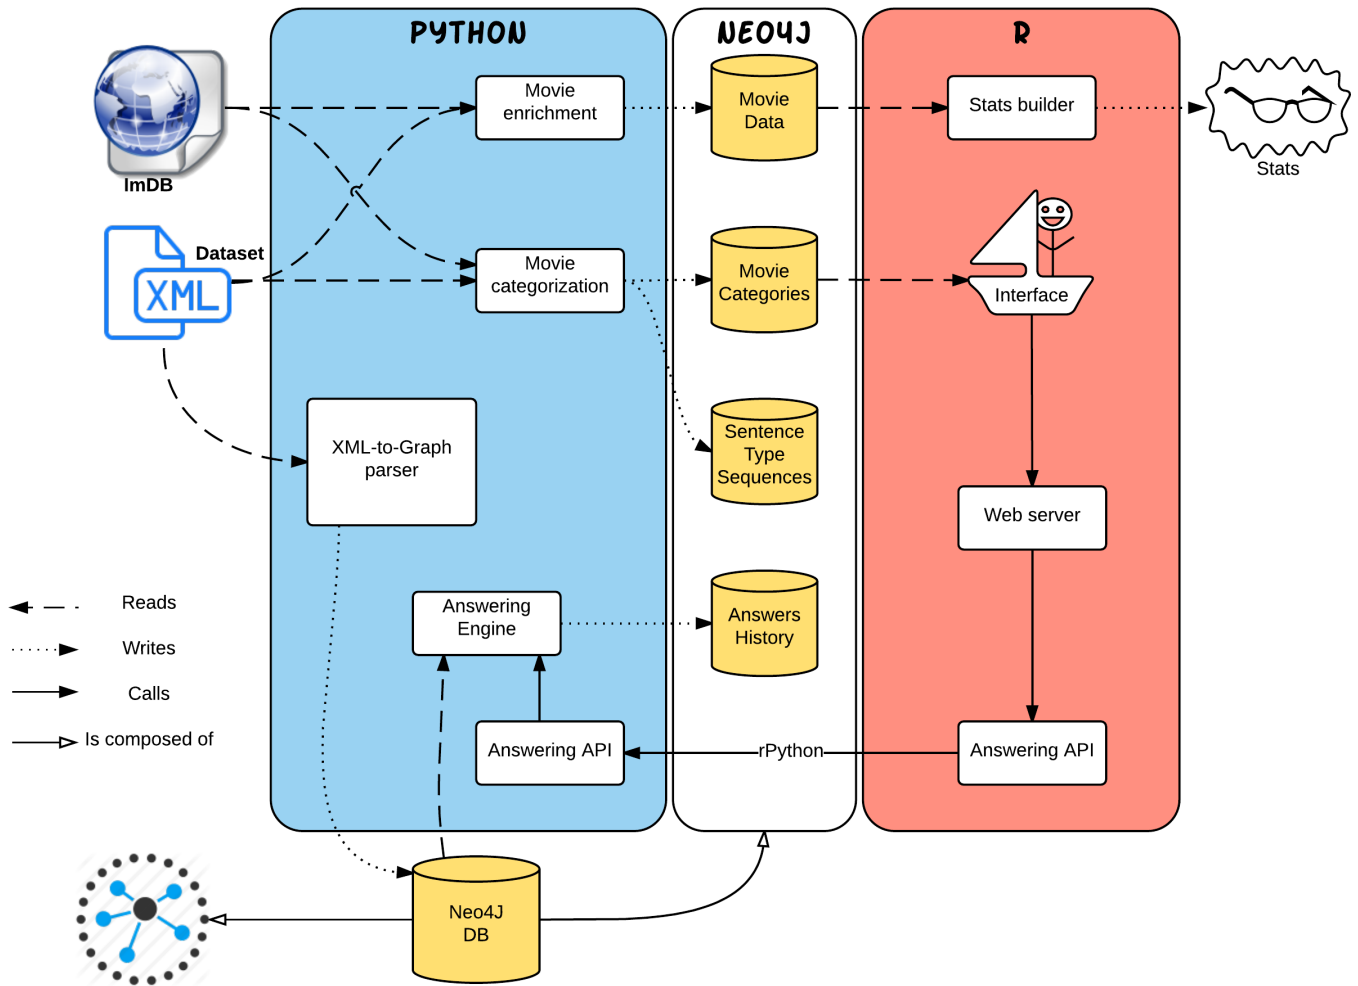 PYTHON
NEO4J
R
ImDB
Dataset
XML
Movie
enrichment
Movie
categorization
XML-to-Graph
parser
Answering
Engine
Answering API
Movie
Data
Movie
Categories
Sentence
Type
Sequences
Answers
History
rPython
Stats builder
Stats
Interface
Web server
Answering API
Reads
Writes
Calls
Is composed of
Neo4J
DB